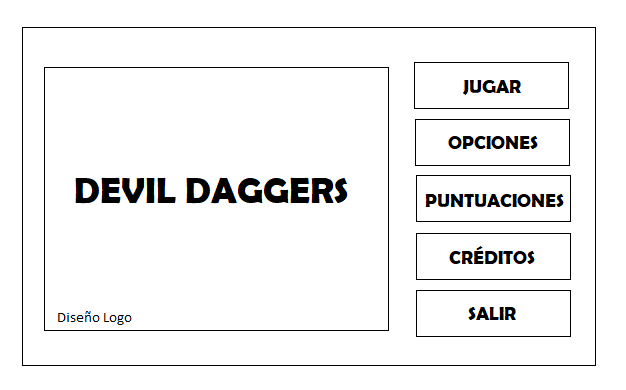 DEVIL DAGGERS
Diseño Logo
JUGAR
OPCIONES
PUNTUACIONES
CRÉDITOS
SALIR